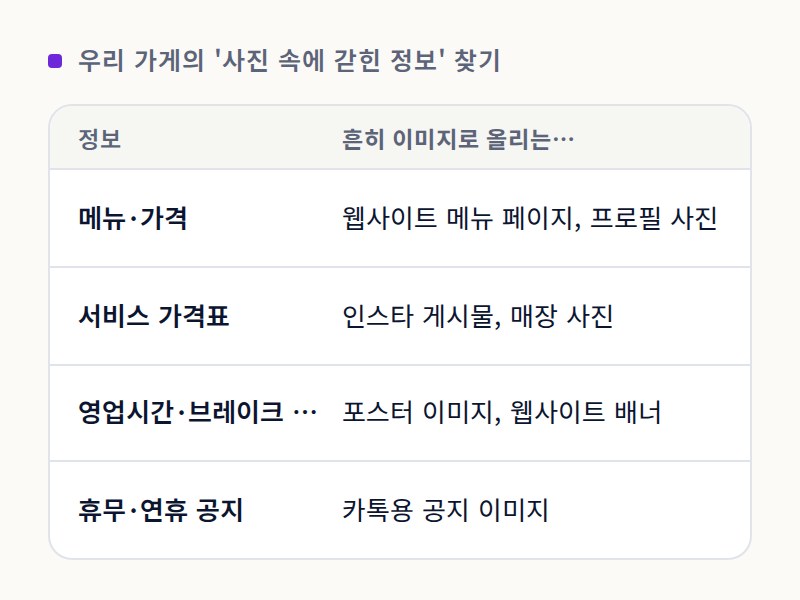 우리 가게의 '사진 속에 갇힌 정보' 찾기
정보 흔히 이미지로 올리는…
메뉴·가격 웹사이트 메뉴 페이지, 프로필 사진
서비스 가격표 인스타 게시물, 매장 사진
영업시간·브레이크 … 포스터 이미지, 웹사이트 배너
휴무·연휴 공지 카톡용 공지 이미지